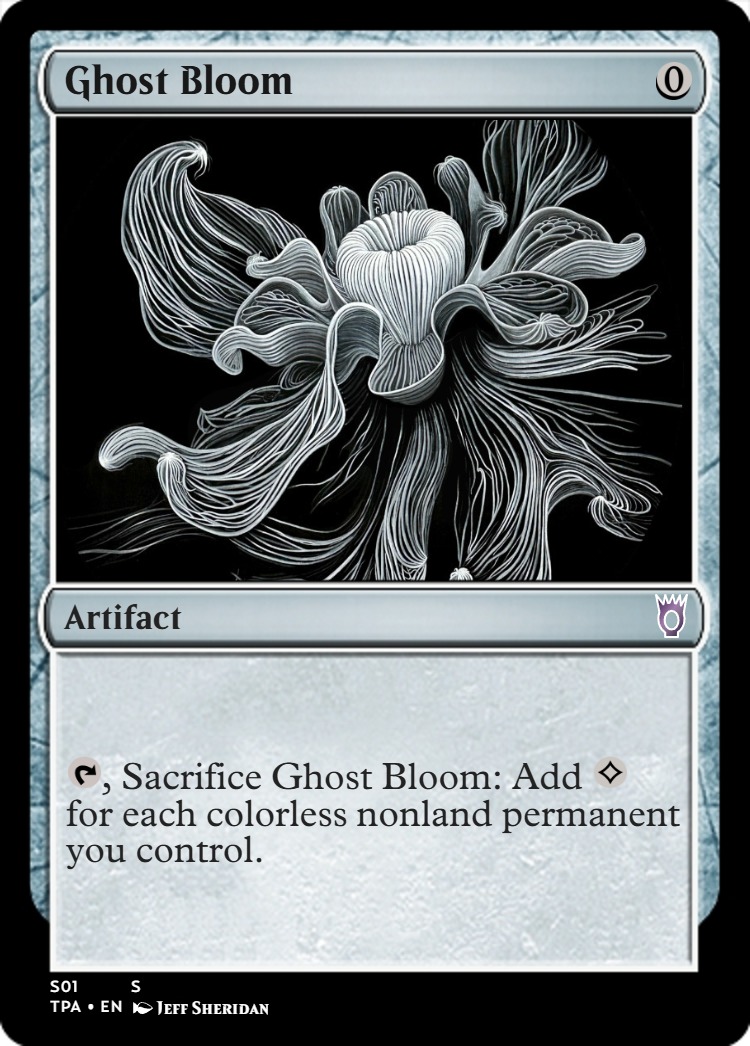 Ghost Bloom 0
Artifact
, Sacrifice Ghost Bloom: Add
for each colorless nonland permanent
you control.
S01 S
TPA • EN Jeff Sheridan